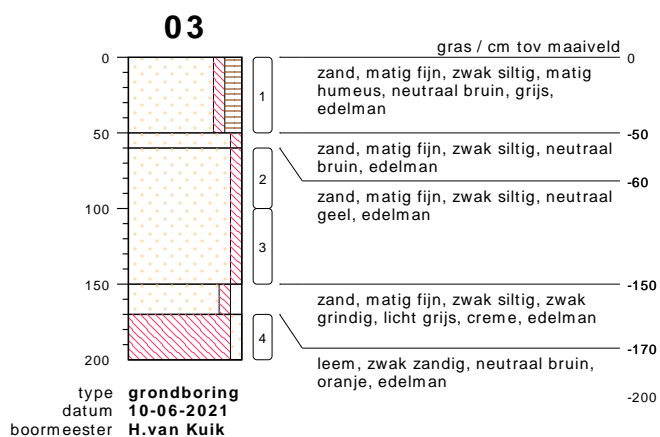 03
gras / cm tov maaiveld
0
0
zand, matig fijn, zwak siltig, matig
humeus, neutraal bruin, grijs,
edelman
1
50
-50
zand, matig fijn, zwak siltig, neutraal
bruin, edelman
-60
2
zand, matig fijn, zwak siltig, neutraal
geel, edelman
100
3
150
-150
zand, matig fijn, zwak siltig, zwak
grindig, licht grijs, creme, edelman
4
-170
leem, zwak zandig, neutraal bruin,
oranje, edelman
200
-200
type grondboring
datum 10-06-2021
boormeester H.van Kuik